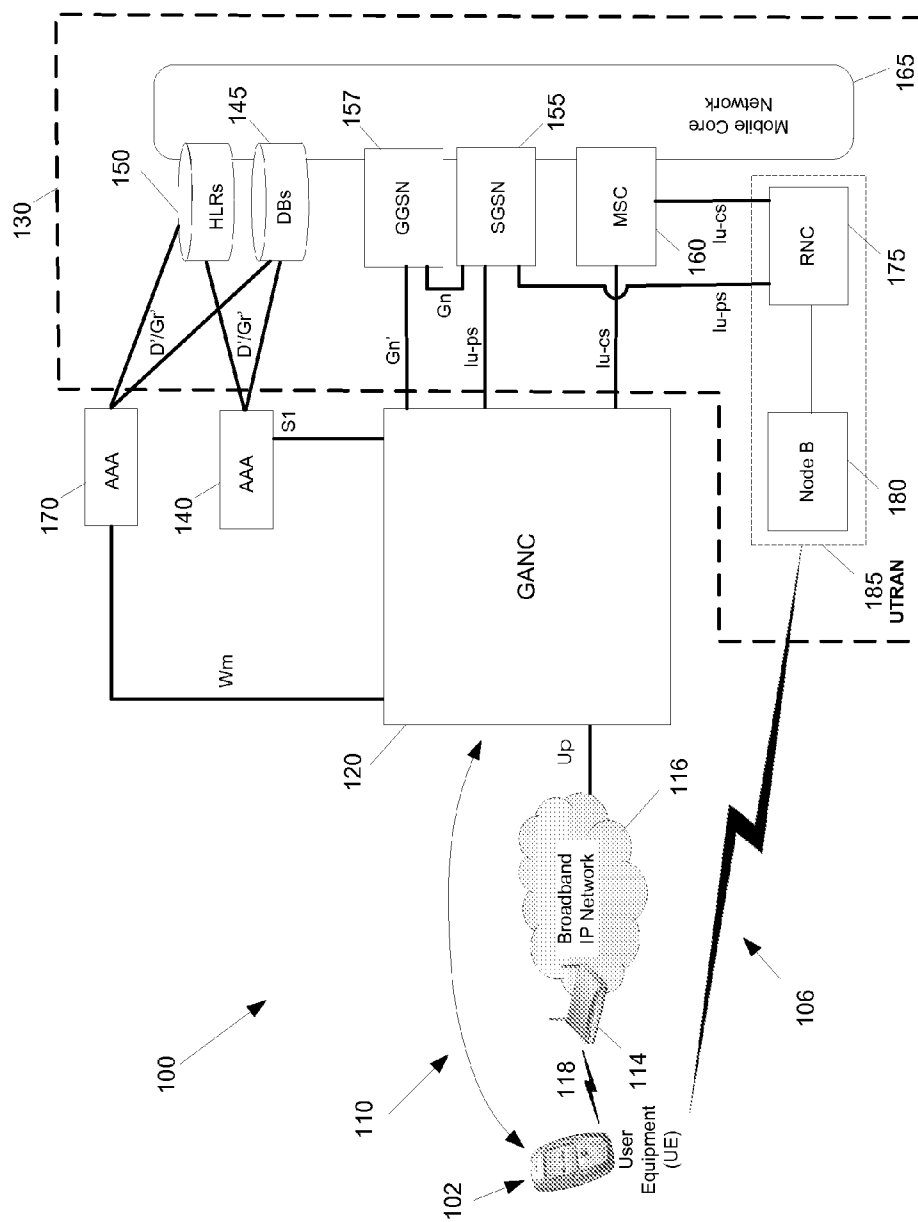 100
102
User
Equipment
(UE)
118
114
110
106
Broadband
IP Network
116
Up
120
GANC
Wm
170
AAA
140
AAA
S1
D'/Gr'
D'/Gr'
130
150
HLRs
145
DBs
157
GGSN
Gn'
Gn
155
SGSN
Iu-ps
MSC
160
Iu-cs
Iu-cs
Iu-ps
Mobile Core
Network
165
RNC
175
Node B
180
185
UTRAN